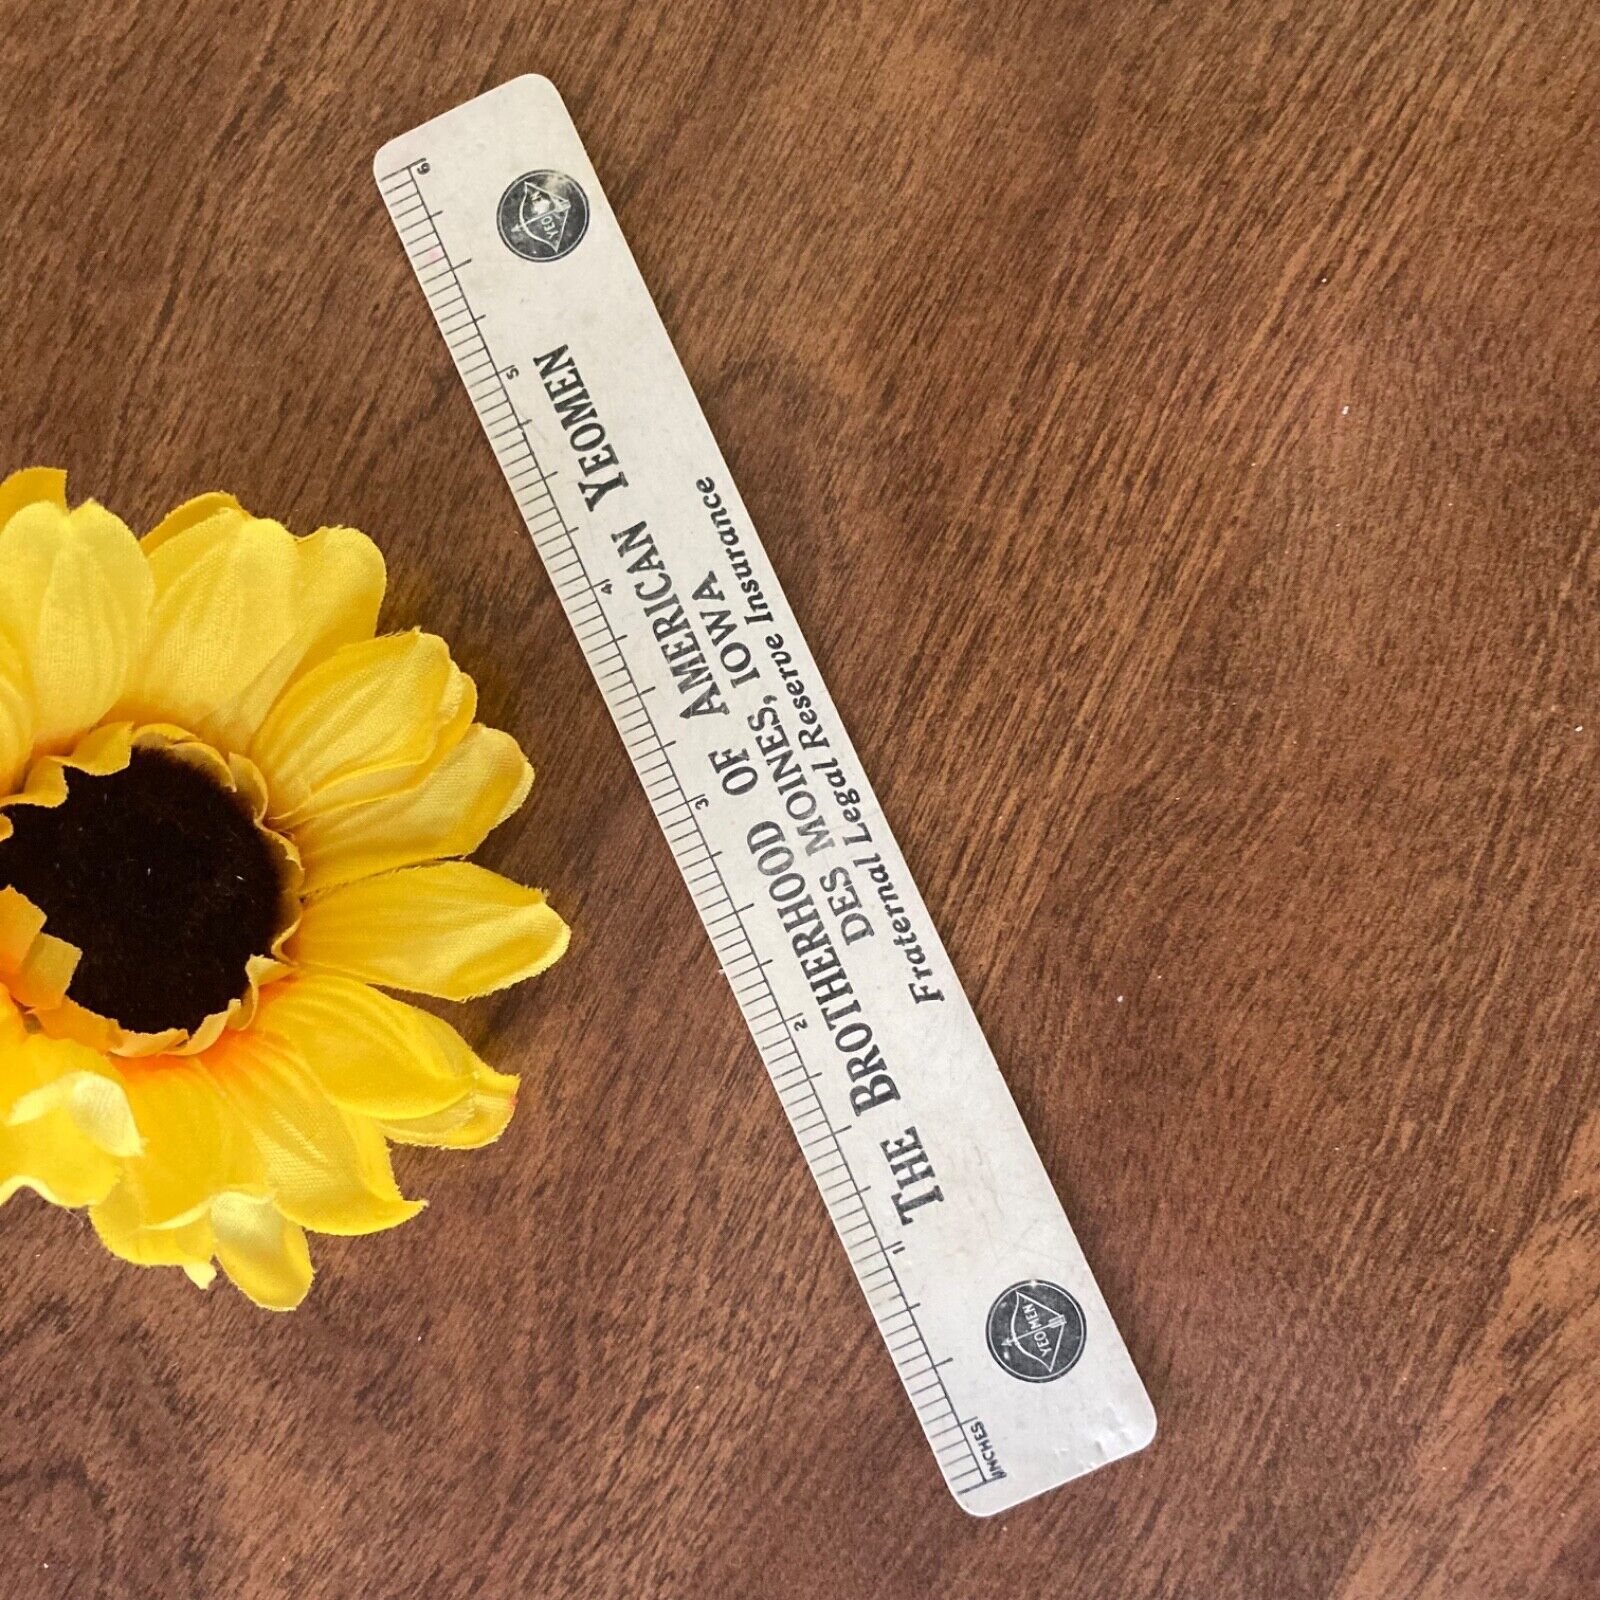 THE BROTHERHOOD OF AMERICAN YEOMEN
DES MOINES, IOWA
Fraternal Legal Reserve Insurance
YEOMEN
YEOMEN
INCHES 1 2 3 4 5 6